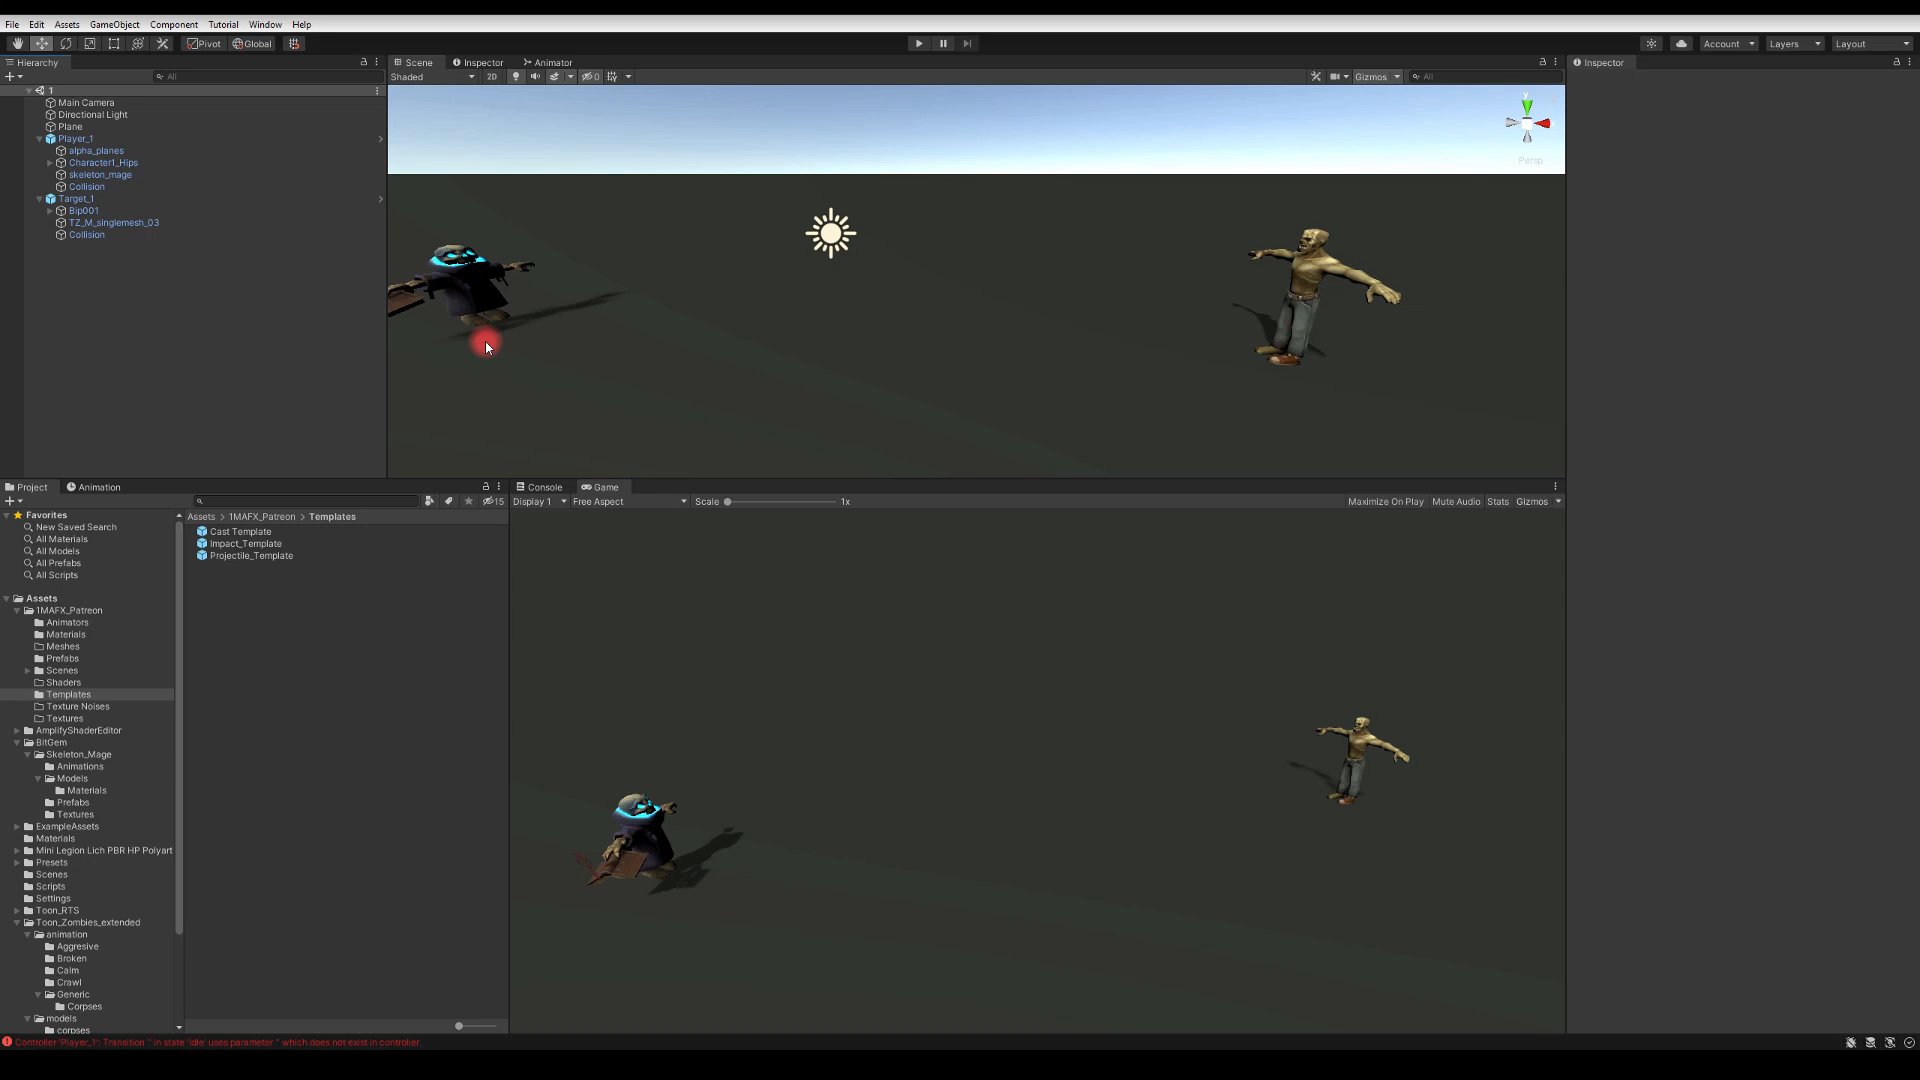 File Edit Assets GameObject Component Tutorial Window Help
Pivot Global Account Layers Layout
Hierarchy Scene Inspector Animator Inspector
All Shaded 2D 0 Gizmos All
1
Main Camera
Directional Light
Plane
Player_1
alpha_planes
Character1_Hips
skeleton_mage
Collision
Target_1
Bip001
TZ_M_singlemesh_03
Collision
y
Persp
Project Animation
15
Favorites
New Saved Search
All Materials
All Models
All Prefabs
All Scripts
Assets
1MAFX_Patreon
Animators
Materials
Meshes
Prefabs
Scenes
Shaders
Templates
Texture Noises
Textures
AmplifyShaderEditor
BitGem
Skeleton_Mage
Animations
Models
Materials
Prefabs
Textures
ExampleAssets
Materials
Mini Legion Lich PBR HP Polyart
Presets
Scenes
Scripts
Settings
Toon_RTS
Toon_Zombies_extended
animation
Aggresive
Broken
Calm
Crawl
Generic
Corpses
models
corpses
Assets > 1MAFX_Patreon > Templates
Cast Template
Impact_Template
Projectile_Template
Console Game
Display 1 Free Aspect Scale 1x Maximize On Play Mute Audio Stats Gizmos
Controller 'Player_1': Transition '' in state 'Idle' uses parameter '' which does not exist in controller.